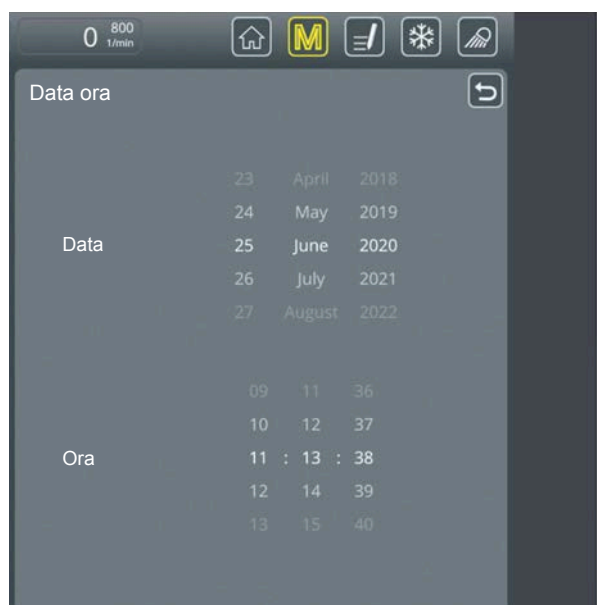 0 800 1/min M
Data ora
23 April 2018
24 May 2019
Data 25 June 2020
26 July 2021
27 August 2022
09 11 36
10 12 37
Ora 11 : 13 : 38
12 14 39
13 15 40